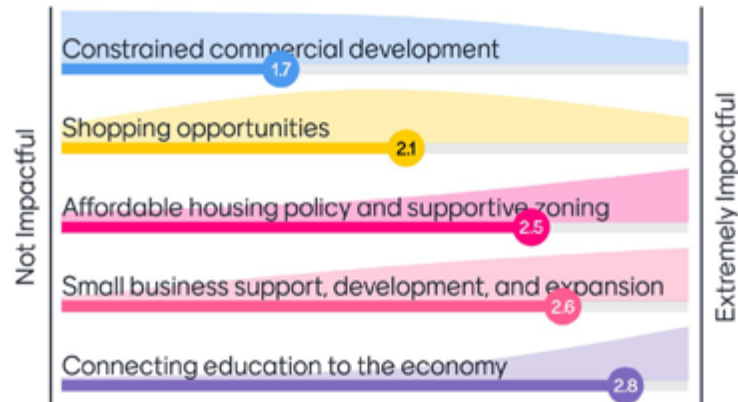 Not Impactful
Constrained commercial development
1.7
Shopping opportunities
2.1
Affordable housing policy and supportive zoning
2.5
Small business support, development, and expansion
2.6
Connecting education to the economy
2.8
Extremely Impactful